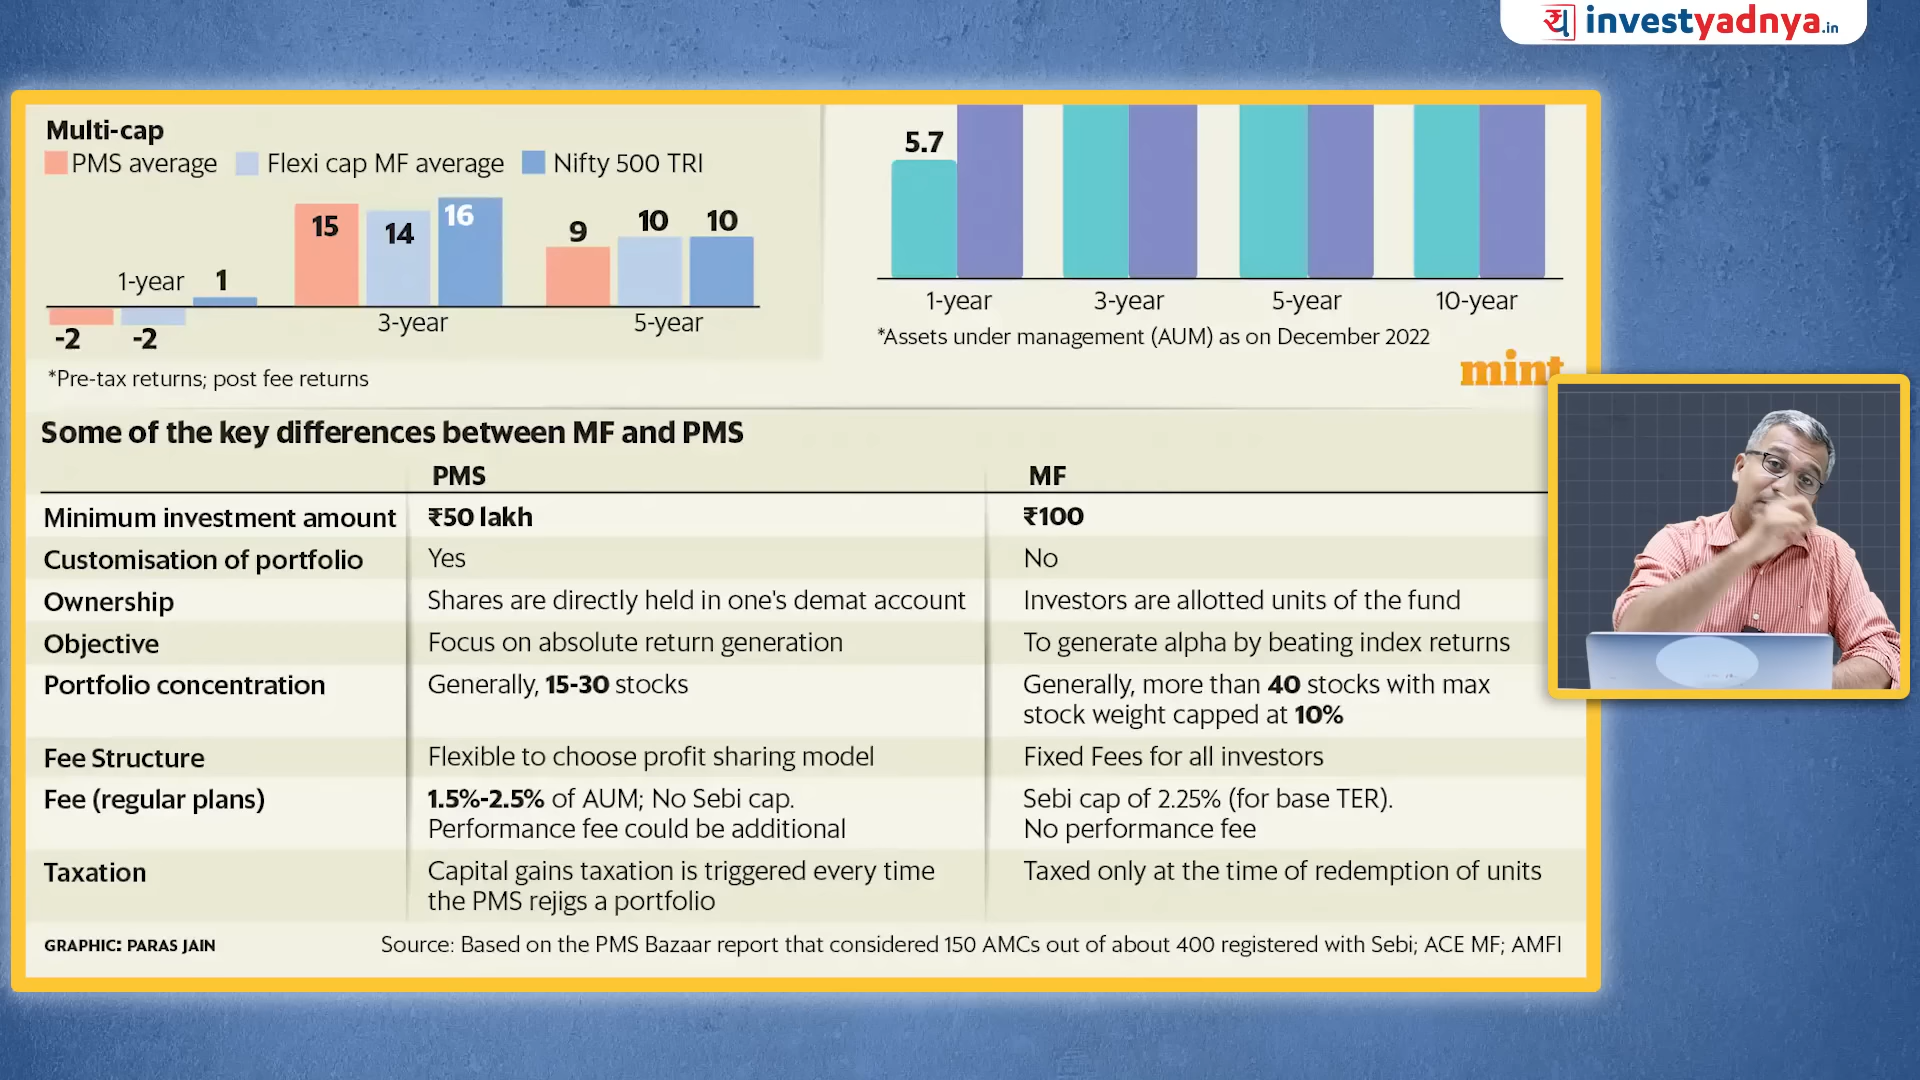 यु investyadnya.in
Multi-cap
PMS average Flexi cap MF average Nifty 500 TRI
15 14 16
9 10 10
1-year 1
-2 -2
3-year 5-year
*Pre-tax returns; post fee returns
5.7
1-year 3-year 5-year 10-year
*Assets under management (AUM) as on December 2022
mint
Some of the key differences between MF and PMS
PMS MF
Minimum investment amount ₹50 lakh ₹100
Customisation of portfolio Yes No
Ownership Shares are directly held in one's demat account Investors are allotted units of the fund
Objective Focus on absolute return generation To generate alpha by beating index returns
Portfolio concentration Generally, 15-30 stocks Generally, more than 40 stocks with max
stock weight capped at 10%
Fee Structure Flexible to choose profit sharing model Fixed Fees for all investors
Fee (regular plans) 1.5%-2.5% of AUM; No Sebi cap. Sebi cap of 2.25% (for base TER).
Performance fee could be additional No performance fee
Taxation Capital gains taxation is triggered every time Taxed only at the time of redemption of units
the PMS rejigs a portfolio
GRAPHIC: PARAS JAIN Source: Based on the PMS Bazaar report that considered 150 AMCs out of about 400 registered with Sebi; ACE MF; AMFI